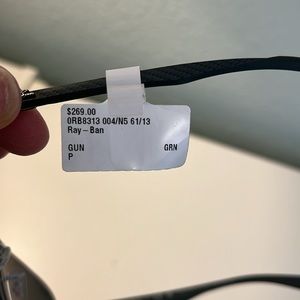 $269.00
0RB8313 004/N5 61/13
Ray-Ban
GUN GRN
P